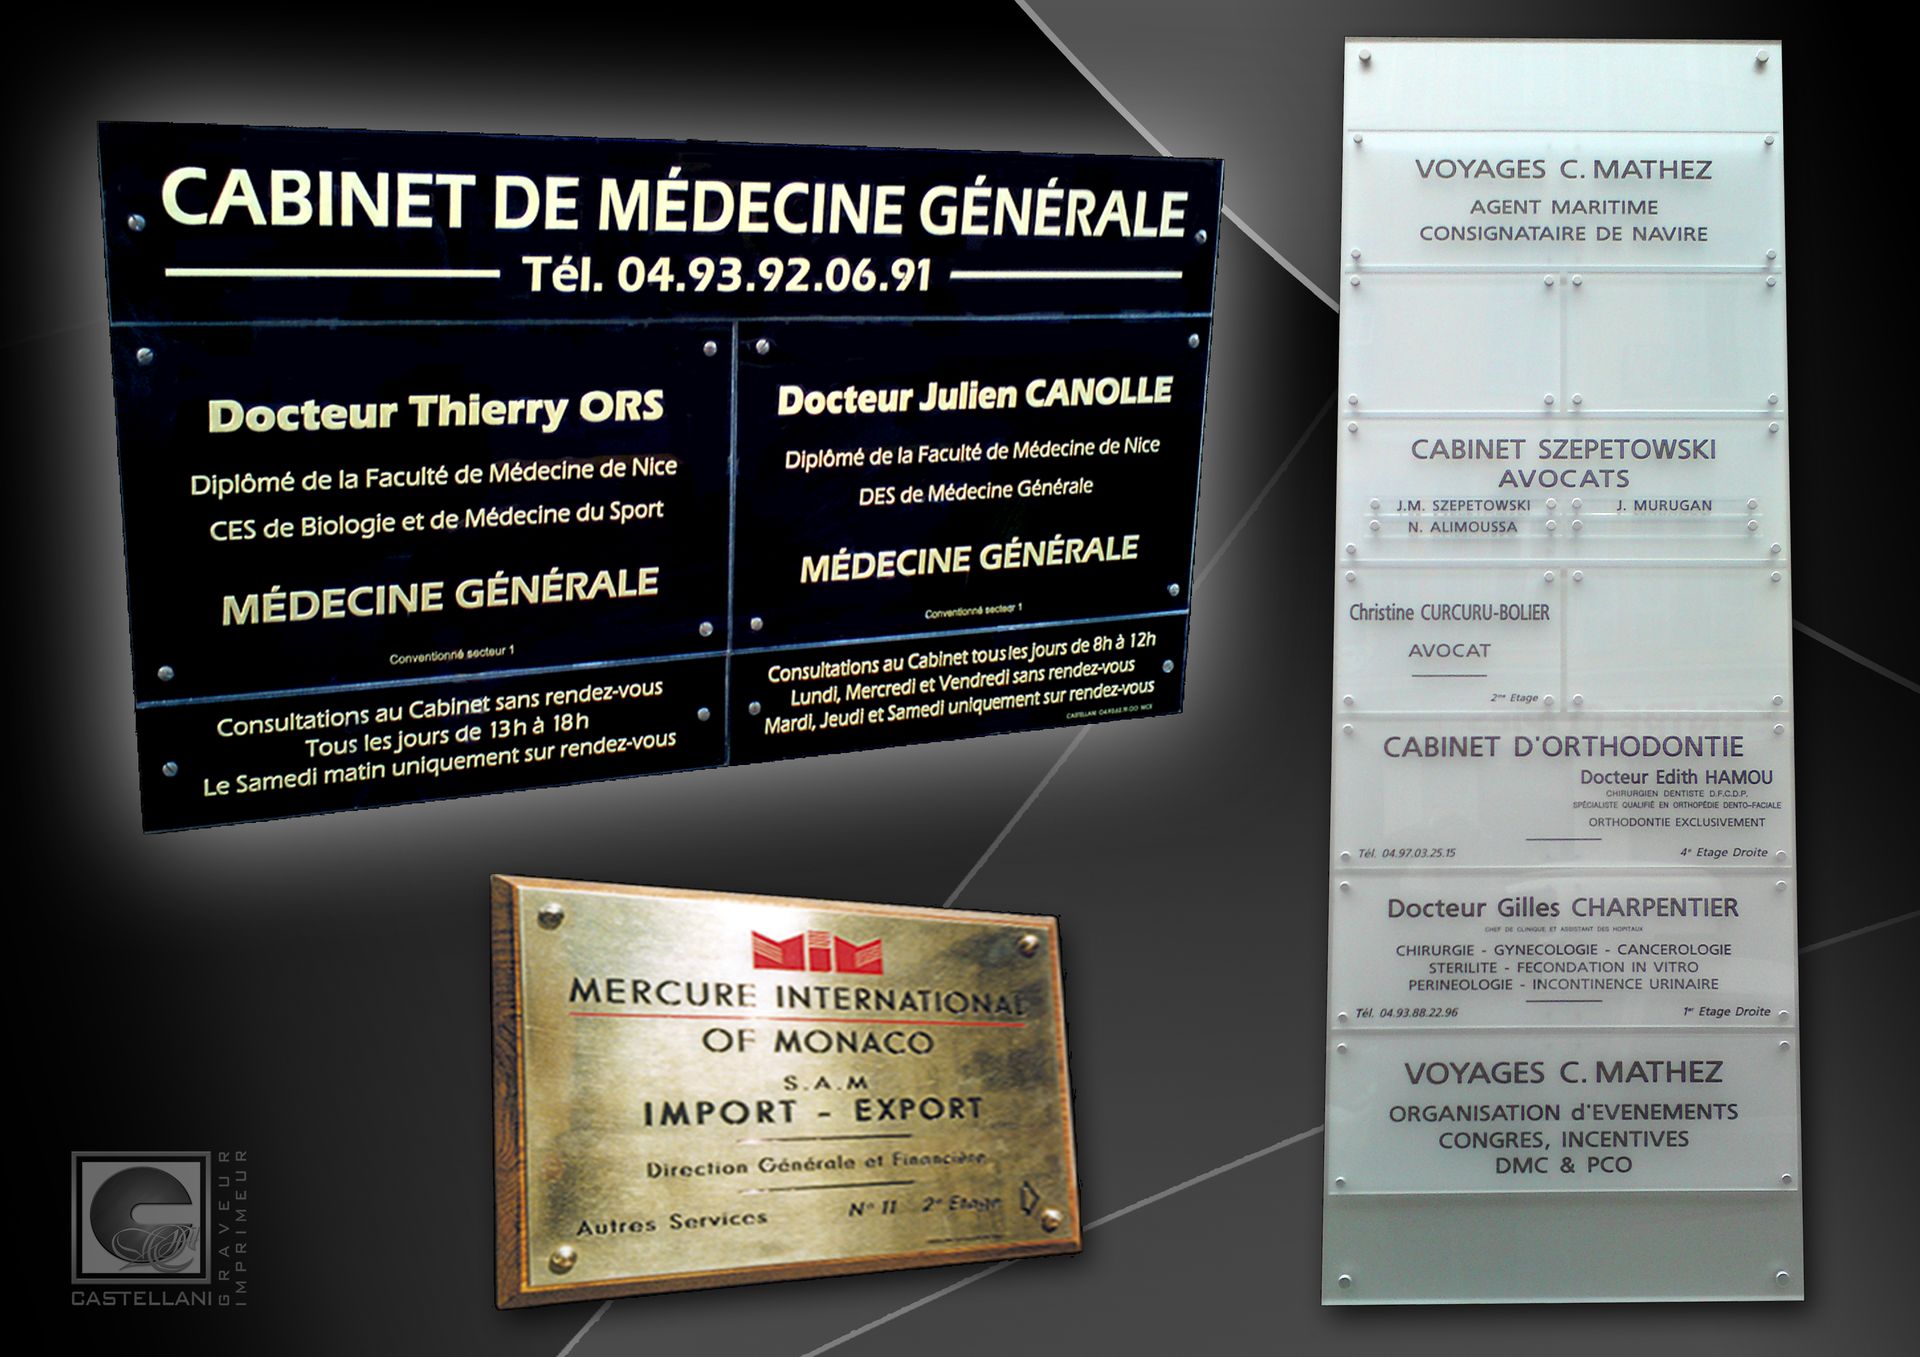 CABINET DE MÉDECINE GÉNÉRALE
Tél. 04.93.92.06.91
Docteur Thierry ORS
Diplômé de la Faculté de Médecine de Nice
CES de Biologie et de Médecine du Sport
MÉDECINE GÉNÉRALE
Conventionné secteur 1
Consultations au Cabinet sans rendez-vous
Tous les jours de 13h à 18h
Le Samedi matin uniquement sur rendez-vous
Docteur Julien CANOLLE
Diplômé de la Faculté de Médecine de Nice
DES de Médecine Générale
MÉDECINE GÉNÉRALE
Conventionné secteur 1
Consultations au Cabinet tous les jours de 8h à 12h
Lundi, Mercredi et Vendredi sans rendez-vous
Mardi, Jeudi et Samedi uniquement sur rendez-vous
CASTELLANI
MIM
MERCURE INTERNATIONAL
OF MONACO
S.A.M
IMPORT - EXPORT
Direction Générale et Financière
N° 11 2e Etage
Autres Services
VOYAGES C. MATHEZ
AGENT MARITIME
CONSIGNATAIRE DE NAVIRE
CABINET SZEPETOWSKI
AVOCATS
J.M. SZEPETOWSKI
J. MURUGAN
N. ALIMOUSSA
Christine CURCURU-BOLIER
AVOCAT
2ème Etage
CABINET D'ORTHODONTIE
Docteur Edith HAMOU
CHIRURGIEN DENTISTE D.F.C.D.P.
SPÉCIALISTE QUALIFIÉ EN ORTHOPÉDIE DENTO-FACIALE
ORTHODONTIE EXCLUSIVEMENT
Tél. 04.97.03.25.15
4e Etage Droite
Docteur Gilles CHARPENTIER
CHEF DE CLINIQUE ET ASSISTANT DES HOPITAUX
CHIRURGIE - GYNECOLOGIE - CANCEROLOGIE
STERILITE - FECONDATION IN VITRO
PERINEOLOGIE - INCONTINENCE URINAIRE
Tél. 04.93.88.22.96
1er Etage Droite
VOYAGES C. MATHEZ
ORGANISATION d'EVENEMENTS
CONGRES, INCENTIVES
DMC & PCO
CASTELLANI
GRAVEUR
IMPRIMEUR